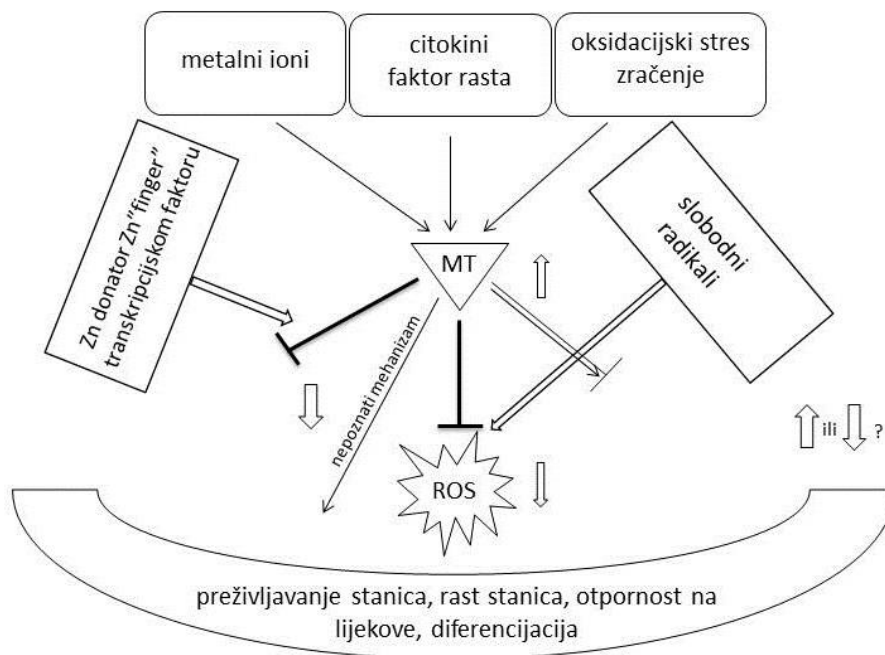 metalni ioni
citokini
faktor rasta
oksidacijski stres
zračenje
Zn donator Zn"finger"
transkripcijskom faktoru
MT
slobodni
radikali
nepoznati mehanizam
ili
?
ROS
preživljavanje stanica, rast stanica, otpornost na
lijekove, diferencijacija